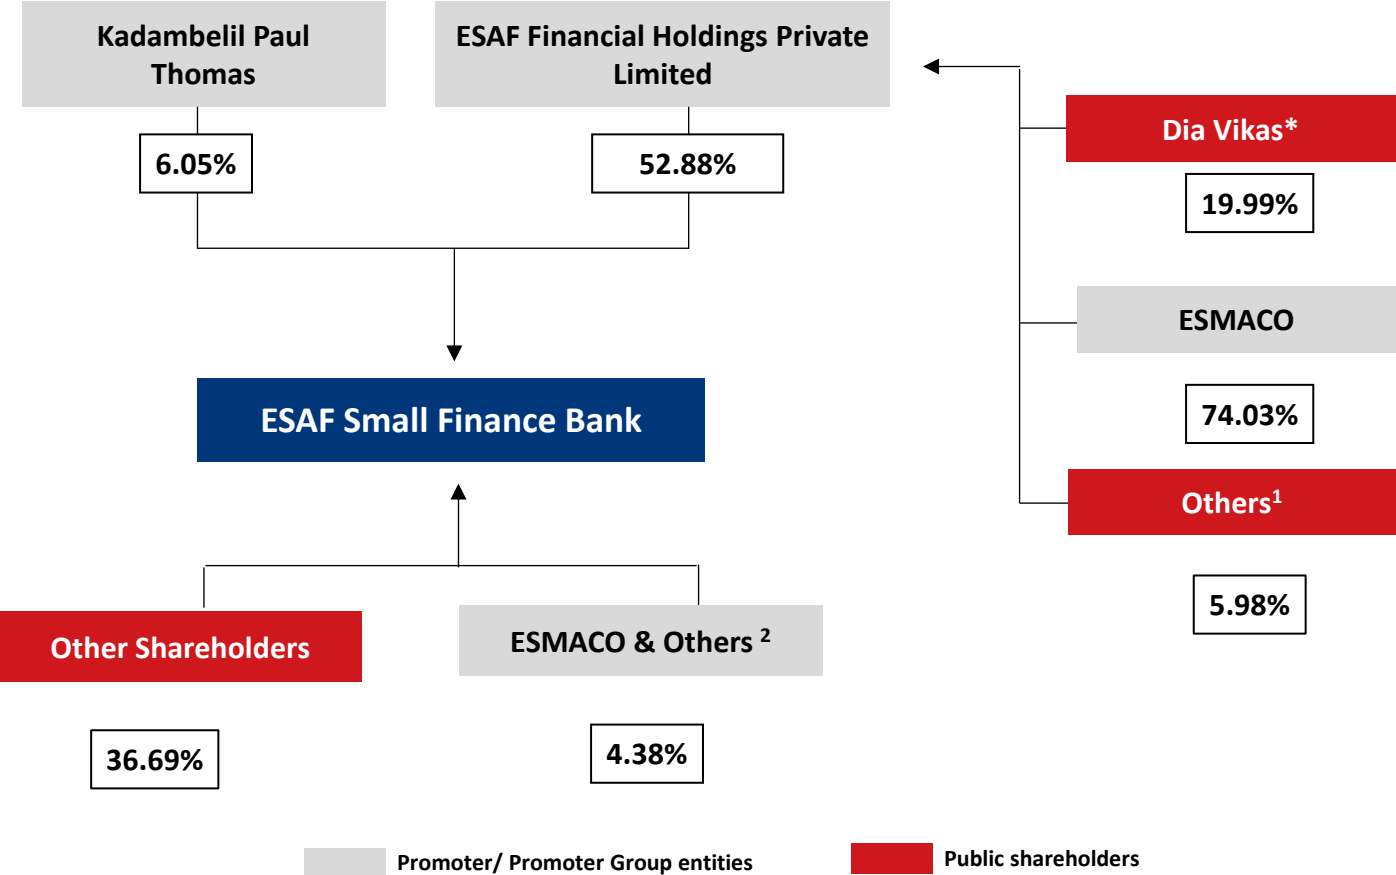 Kadambelil Paul
Thomas
6.05%
ESAF Financial Holdings Private
Limited
52.88%
Dia Vikas*
19.99%
ESMACO
74.03%
Others¹
5.98%
ESAF Small Finance Bank
Other Shareholders
36.69%
ESMACO & Others ²
4.38%
Promoter/ Promoter Group entities
Public shareholders